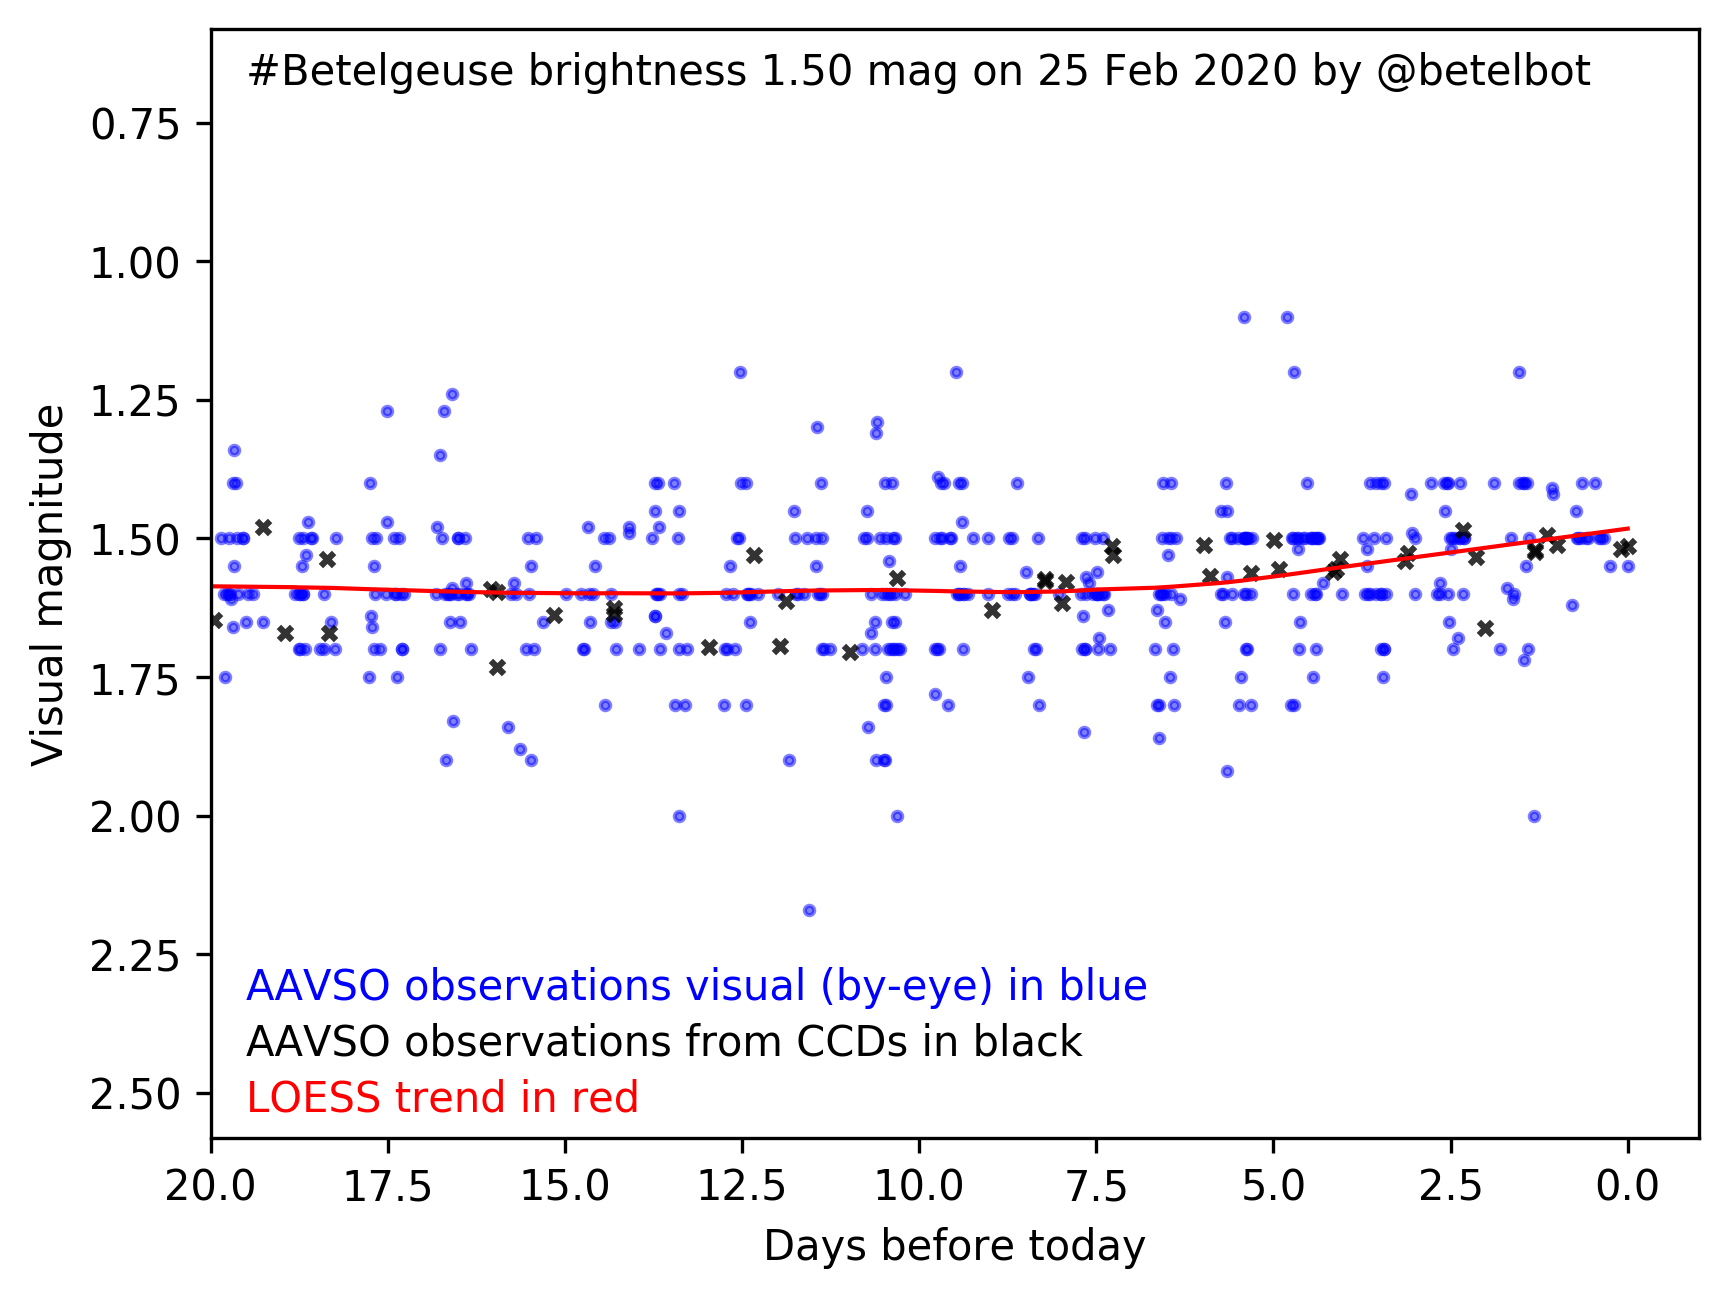 #Betelgeuse brightness 1.50 mag on 25 Feb 2020 by @betelbot
0.75
1.00
1.25
1.50
1.75
2.00
2.25
2.50
Visual magnitude
AAVSO observations visual (by-eye) in blue
AAVSO observations from CCDs in black
LOESS trend in red
20.0 17.5 15.0 12.5 10.0 7.5 5.0 2.5 0.0
Days before today